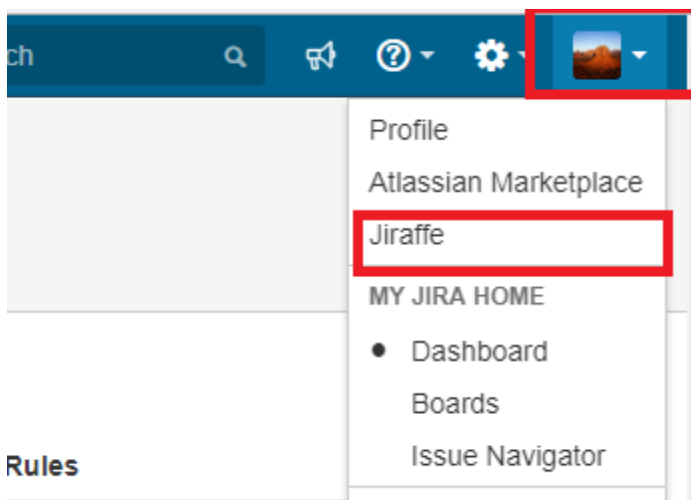 ch
Profile
Atlassian Marketplace
Jiraffe
MY JIRA HOME
Dashboard
Boards
Issue Navigator
Rules